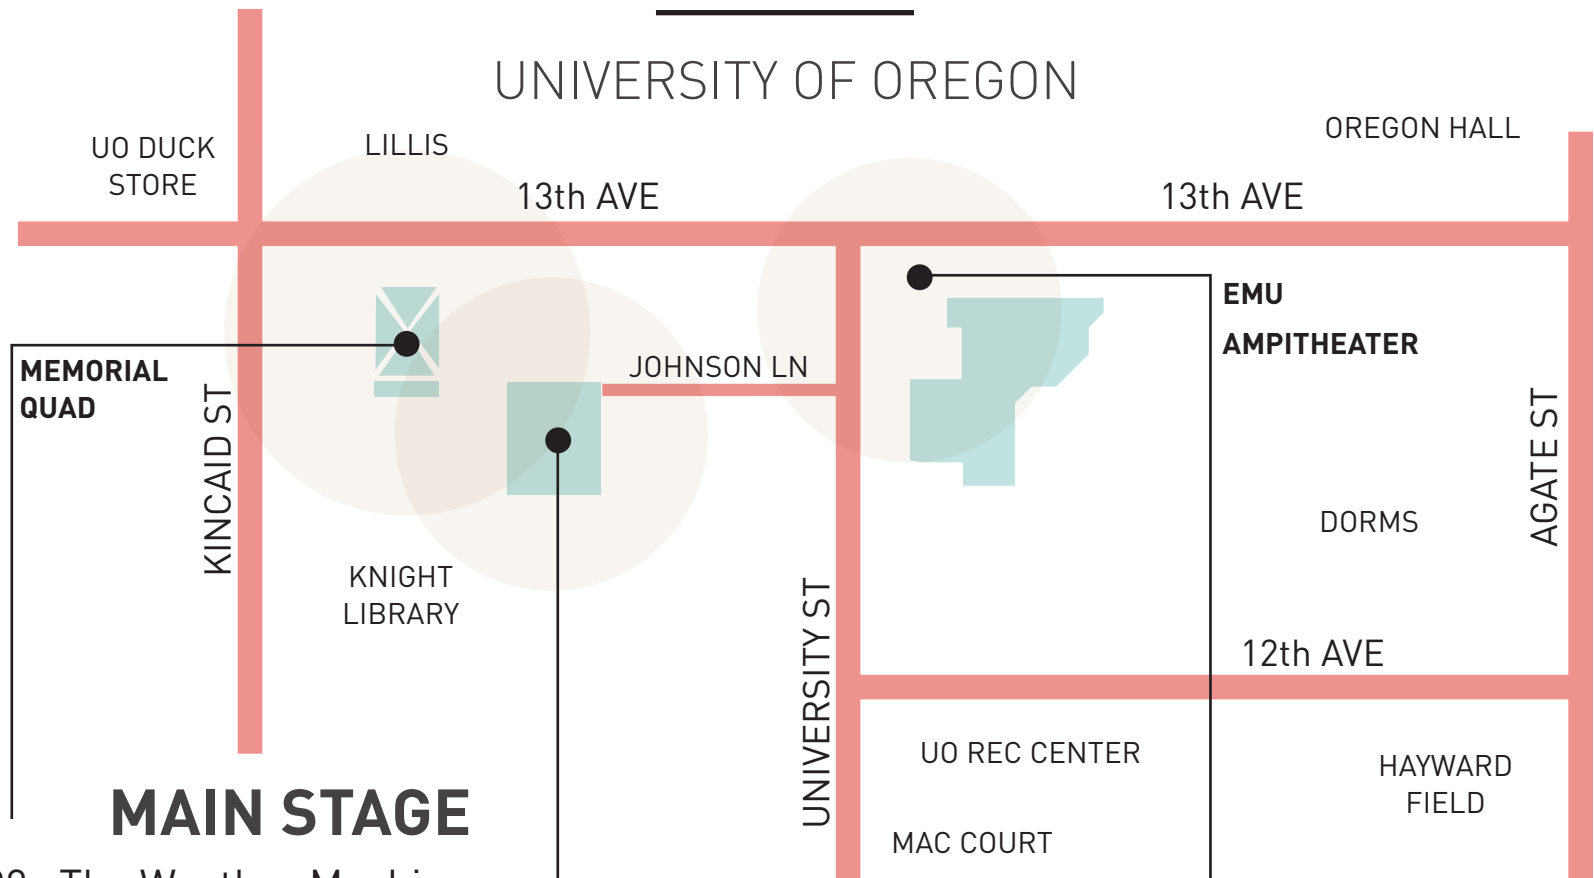 UNIVERSITY OF OREGON
OREGON HALL
UO DUCK
STORE
LILLIS
13th AVE
13th AVE
EMU
AMPITHEATER
MEMORIAL
QUAD
JOHNSON LN
KINCAID ST
AGATE ST
DORMS
KNIGHT
LIBRARY
UNIVERSITY ST
12th AVE
UO REC CENTER
HAYWARD
FIELD
MAIN STAGE
MAC COURT